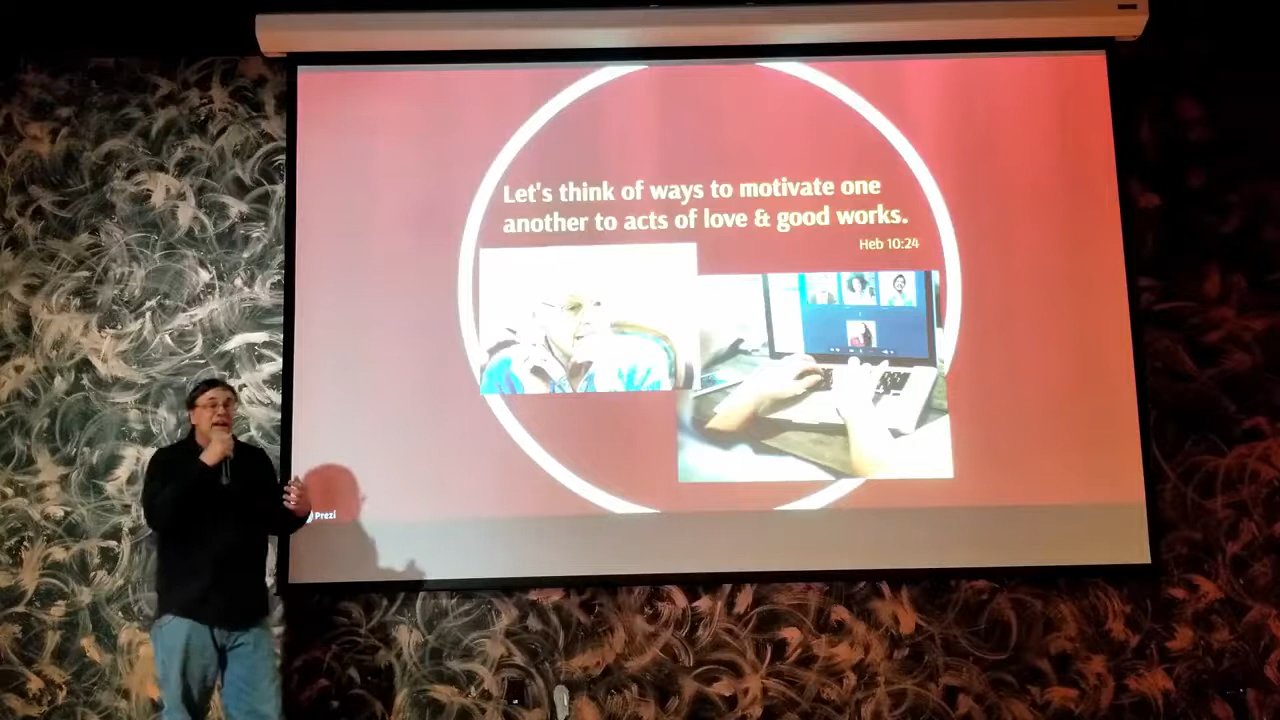 Let's think of ways to motivate one
another to acts of love & good works.
Heb 10:24
Prezi